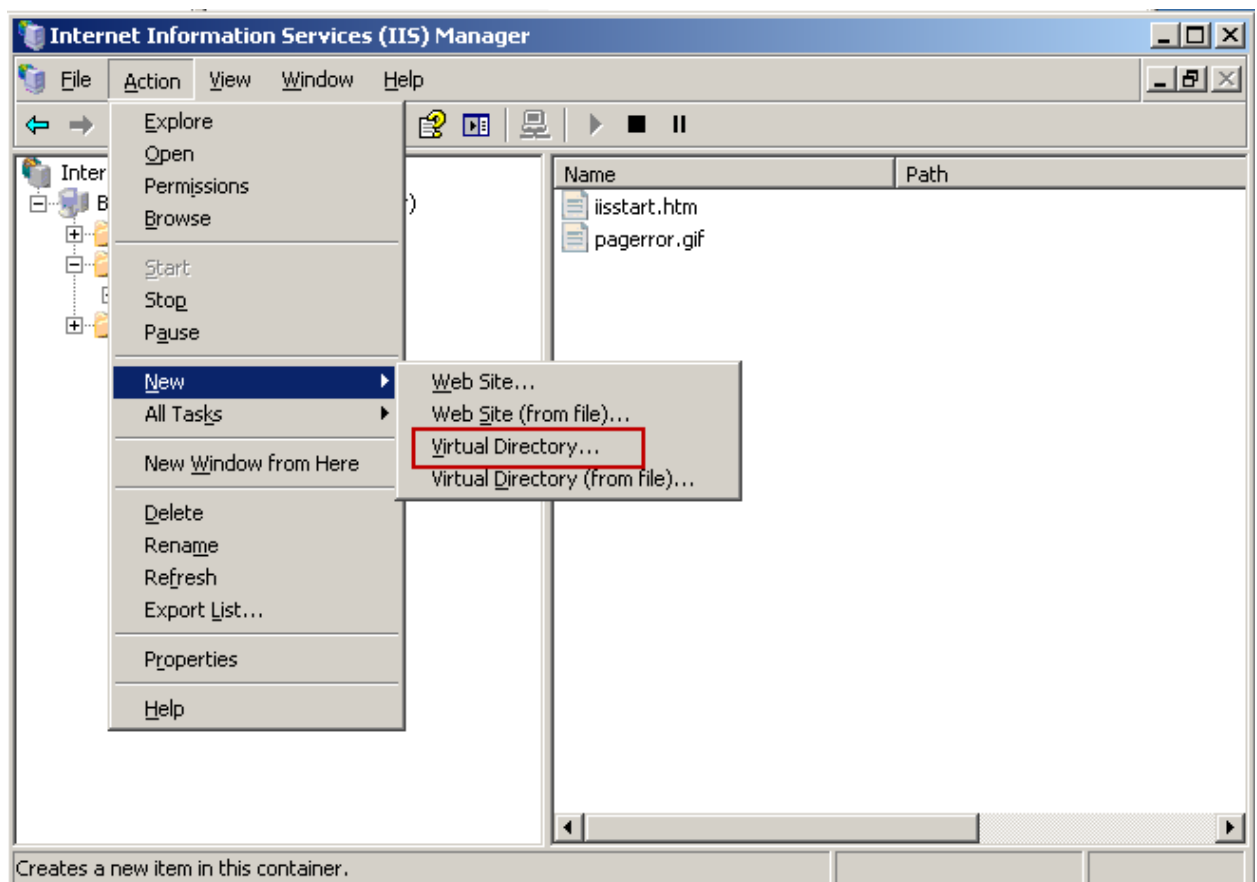 Internet Information Services (IIS) Manager
File Action View Window Help
Explore
Open
Permissions
Browse
Start
Stop
Pause
New
All Tasks
New Window from Here
Delete
Rename
Refresh
Export List...
Properties
Help
Web Site...
Web Site (from file)...
Virtual Directory...
Virtual Directory (from file)...
Inter
B
r)
Name Path
iisstart.htm
pagerror.gif
Creates a new item in this container.